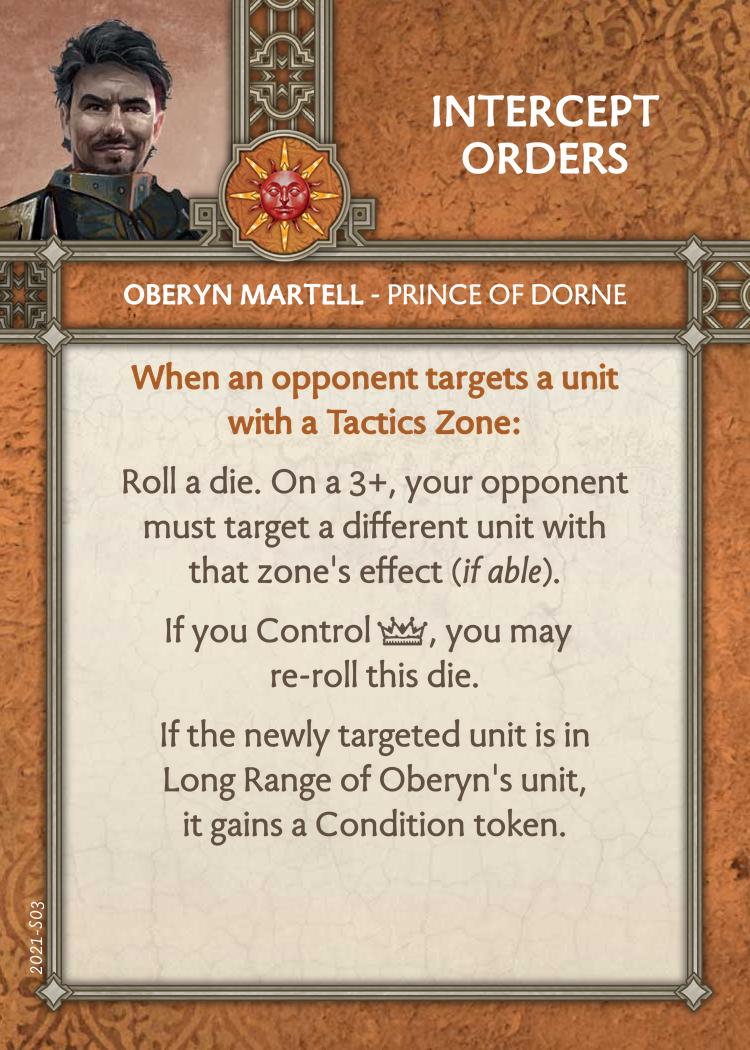 INTERCEPT
ORDERS
OBERYN MARTELL - PRINCE OF DORNE
When an opponent targets a unit
with a Tactics Zone:
Roll a die. On a 3+, your opponent
must target a different unit with
that zone's effect (if able).
If you Control , you may
re-roll this die.
If the newly targeted unit is in
Long Range of Oberyn's unit,
it gains a Condition token.
2021-S03